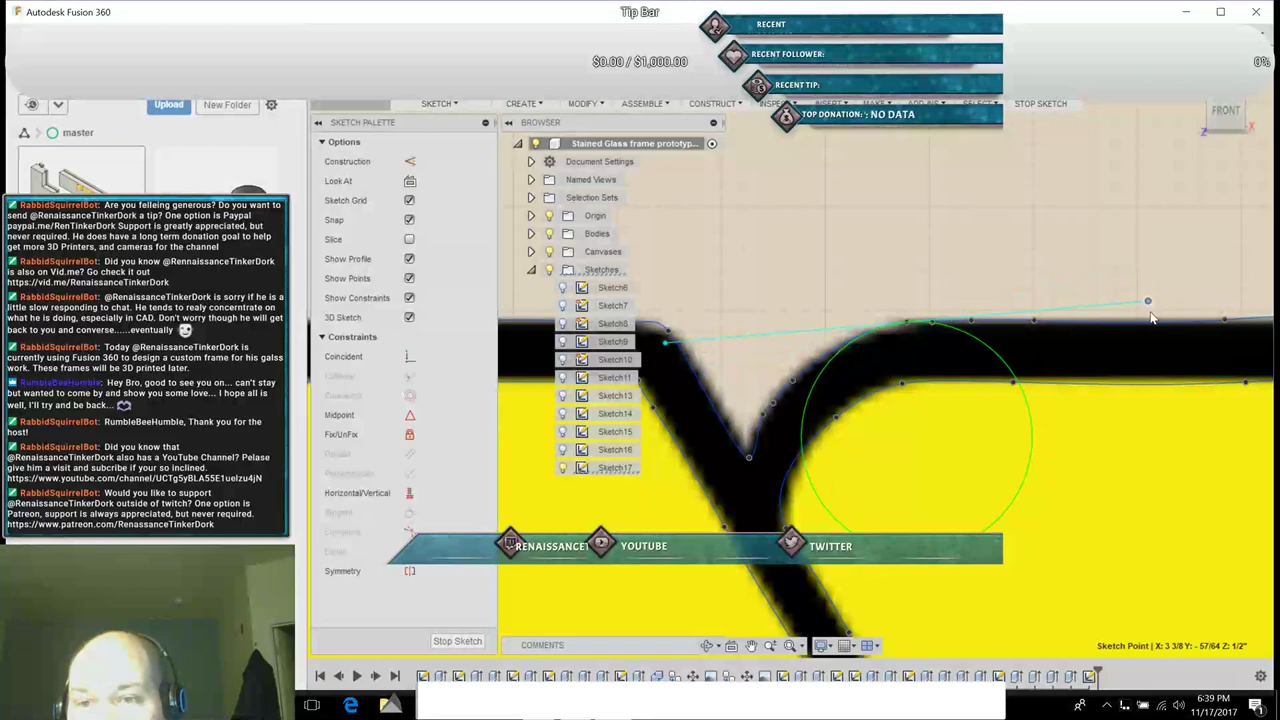 Autodesk Fusion 360
Tip Bar
RECENT
$0.00 / $1,000.00
RECENT FOLLOWER:
0%
RECENT TIP:
TOP DONATION: : NO DATA
Upload
New Folder
SKETCH
CREATE
MODIFY
ASSEMBLE
CONSTRUCT
SELECT
STOP SKETCH
FRONT
Z
X
master
SKETCH PALETTE
Options
Construction
Look At
Sketch Grid
Snap
Slice
Show Profile
Show Points
Show Constraints
3D Sketch
Constraints
Coincident
Midpoint
Fix/UnFix
Horizontal/Vertical
Symmetry
Stop Sketch
BROWSER
Stained Glass frame prototyp...
Document Settings
Named Views
Selection Sets
Origin
Bodies
Canvases
Sketches
Sketch6
Sketch7
Sketch8
Sketch9
Sketch10
Sketch11
Sketch13
Sketch14
Sketch15
Sketch16
Sketch17
RabbidSquirrelBot: Are you felleing generous? Do you want to
send @RenaissanceTinkerDork a tip? One option is Paypal
paypal.me/RenTinkerDork Support is greatly appreciated, but
never required. He does have a long term donation goal to help
get more 3D Printers, and cameras for the channel
RabbidSquirrelBot: Did you know @RennaissanceTinkerDork
is also on Vid.me? Go check it out
https://vid.me/RenaissanceTinkerDork
RabbidSquirrelBot: @RenaissanceTinkerDork is sorry if he is a
little slow responding to chat. He tends to realy concerntrate on
what he is doing, especially in CAD. Don't worry though he will get
back to you and converse......eventually
RabbidSquirrelBot: Today @RenaissanceTinkerDork is
currently using Fusion 360 to design a custom frame for his galss
work. These frames will be 3D printed later.
RumbleBeeHumble: Hey Bro, good to see you on... can't stay
but wanted to come by and show you some love... I hope all is
well, I'll try and be back...
RabbidSquirrelBot: RumbleBeeHumble, Thank you for the
host!
RabbidSquirrelBot: Did you know that
@RenaissanceTinkerDork also has a YouTube Channel? Pelase
give him a visit and subcribe if your so inclined.
https://www.youtube.com/channel/UCTg5yBLA55E1uelzu4jN
RabbidSquirrelBot: Would you like to support
@RenaissanceTinkerDork outside of twitch? One option is
Patreon, support is always appreciated, but never required.
https://www.patreon.com/RenassanceTinkerDork
RENAISSANCET
YOUTUBE
TWITTER
COMMENTS
Sketch Point | X: 3 3/8 Y: - 57/64 Z: 1/2"
6:39 PM
11/17/2017